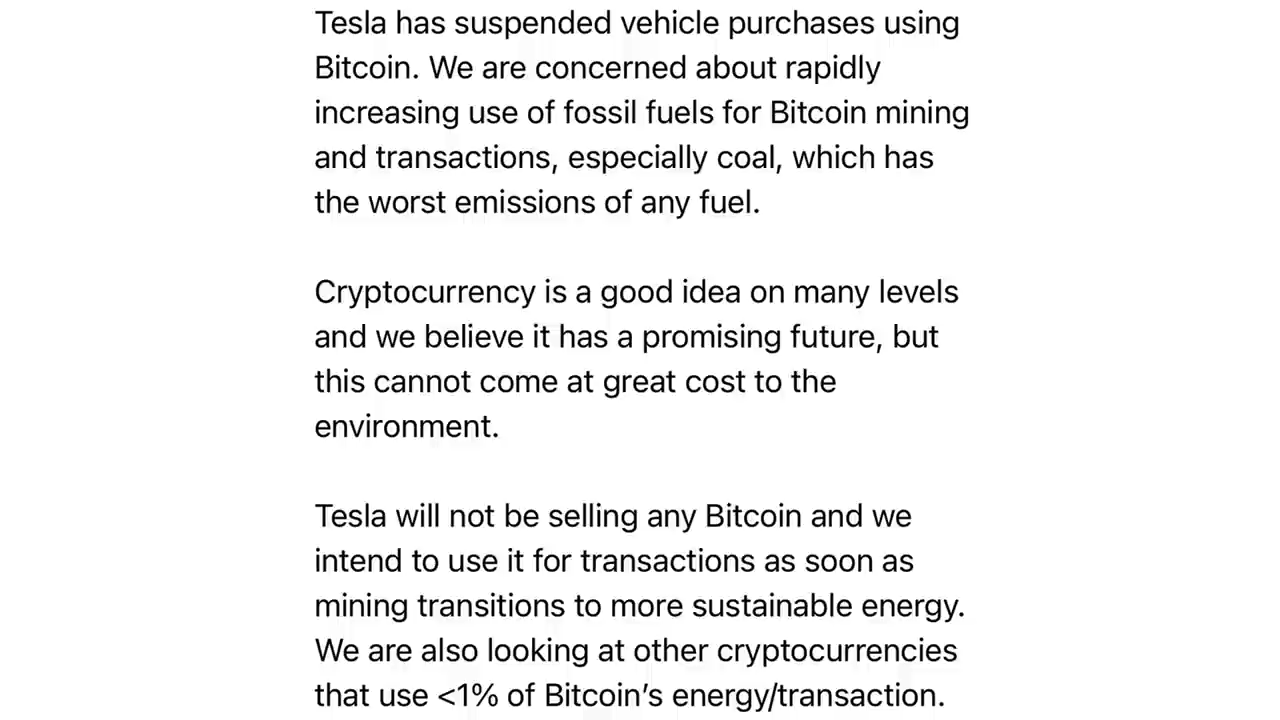 Tesla has suspended vehicle purchases using
Bitcoin. We are concerned about rapidly
increasing use of fossil fuels for Bitcoin mining
and transactions, especially coal, which has
the worst emissions of any fuel.
Cryptocurrency is a good idea on many levels
and we believe it has a promising future, but
this cannot come at great cost to the
environment.
Tesla will not be selling any Bitcoin and we
intend to use it for transactions as soon as
mining transitions to more sustainable energy.
We are also looking at other cryptocurrencies
that use <1% of Bitcoin’s energy/transaction.